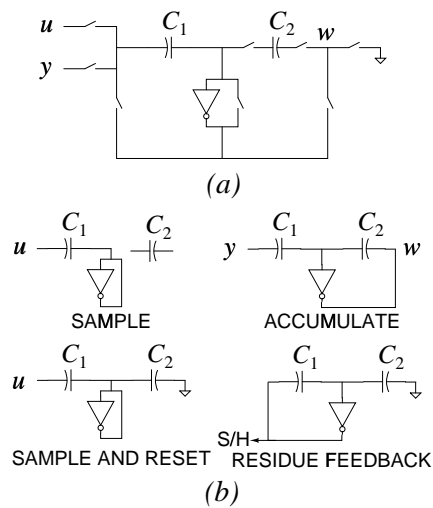 u
C1
C2
w
y
(a)
C1
C2
u
SAMPLE
C1
C2
y
w
ACCUMULATE
C1
C2
u
SAMPLE AND RESET
C1
C2
S/H
RESIDUE FEEDBACK
(b)